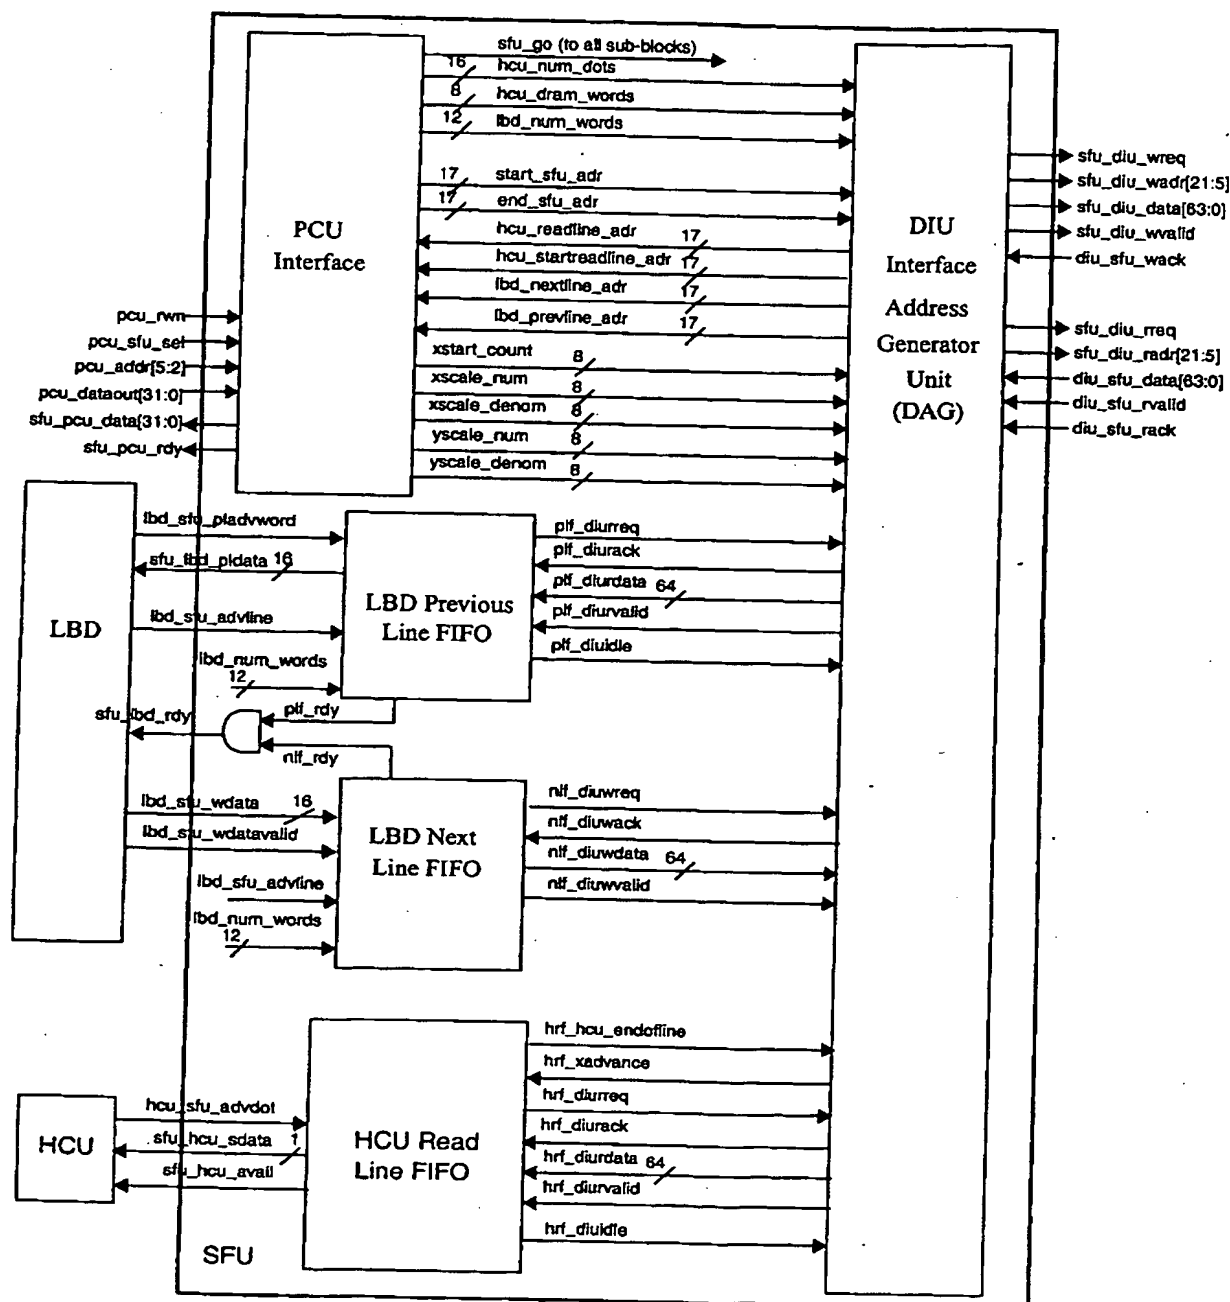 sfu_go (to all sub-blocks)
16 hcu_num_dots
8 hcu_dram_words
12 lbd_num_words
17 start_sfu_adr
17 end_sfu_adr
hcu_readline_adr 17
hcu_startreadline_adr 17
lbd_nextline_adr 17
lbd_prevline_adr 17
xstart_count 8
xscale_num 8
xscale_denom 8
yscale_num 8
yscale_denom 8
PCU
Interface
pcu_rwn
pcu_sfu_sel
pcu_addr[5:2]
pcu_dataout[31:0]
sfu_pcu_data[31:0]
sfu_pcu_rdy
DIU
Interface
Address
Generator
Unit
(DAG)
sfu_diu_wreq
sfu_diu_wadr[21:5]
sfu_diu_data[63:0]
sfu_diu_wvalid
diu_sfu_wack
sfu_diu_rreq
sfu_diu_radr[21:5]
diu_sfu_data[63:0]
diu_sfu_rvalid
diu_sfu_rack
LBD
lbd_sfu_pladvword
sfu_lbd_pldata 16
lbd_sfu_advline
lbd_num_words
12
LBD Previous
Line FIFO
plf_diurreq
plf_diurack
plf_diurdata 64
plf_diurvalid
plf_diuidle
sfu_lbd_rdy
plf_rdy
nlf_rdy
lbd_sfu_wdata 16
lbd_sfu_wdatavalid
lbd_sfu_advline
lbd_num_words
12
LBD Next
Line FIFO
nlf_diuwreq
nlf_diuwack
nlf_diuwdata 64
nlf_diuwvalid
HCU
hcu_sfu_advdot
sfu_hcu_sdata 1
sfu_hcu_avail
HCU Read
Line FIFO
hrf_hcu_endofline
hrf_xadvance
hrf_diurreq
hrf_diurack
hrf_diurdata 64
hrf_diurvalid
hrf_diuidle
SFU